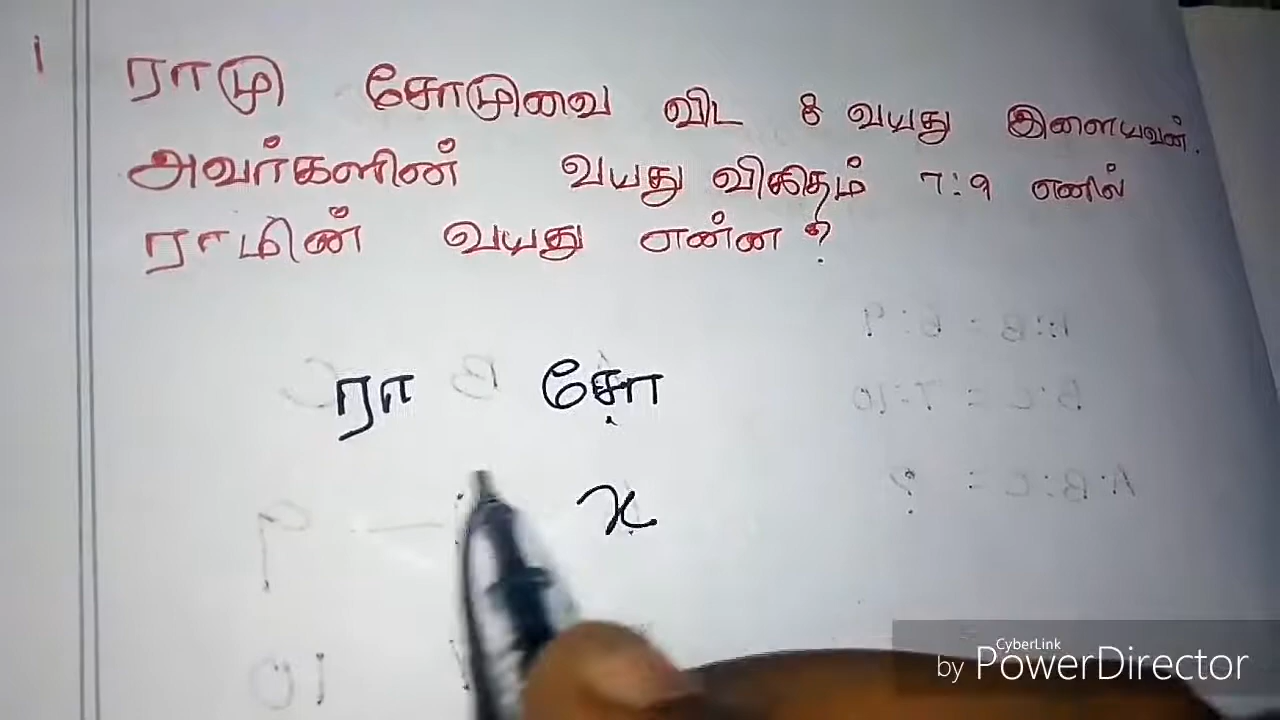 1 ராமு சோமுவை விட 8 வயது இளையவன்.
அவர்களின் வயது விகிதம் 7:9 எனில்
ராமின் வயது என்ன?
ரா சோ
x
CyberLink
by PowerDirector